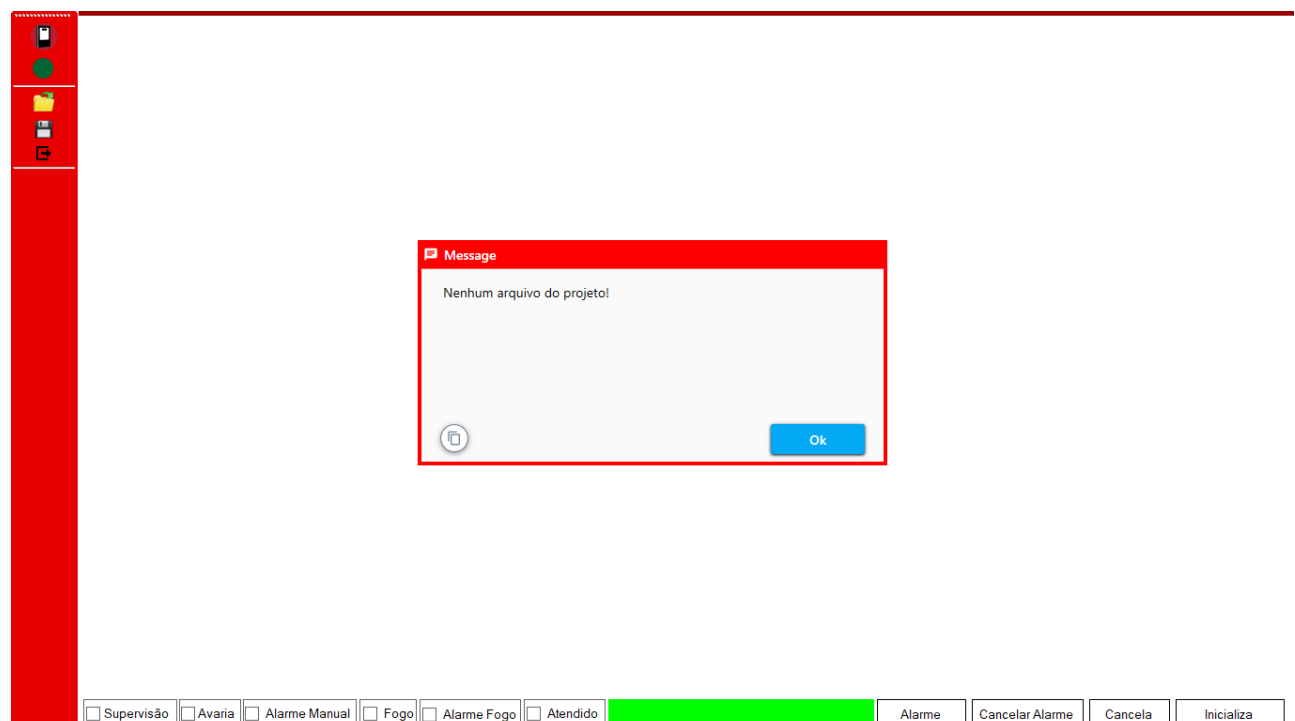 Message
Nenhum arquivo do projeto!
Ok
Supervisão Avaria Alarme Manual Fogo Alarme Fogo Atendido Alarme Cancelar Alarme Cancela Inicializa